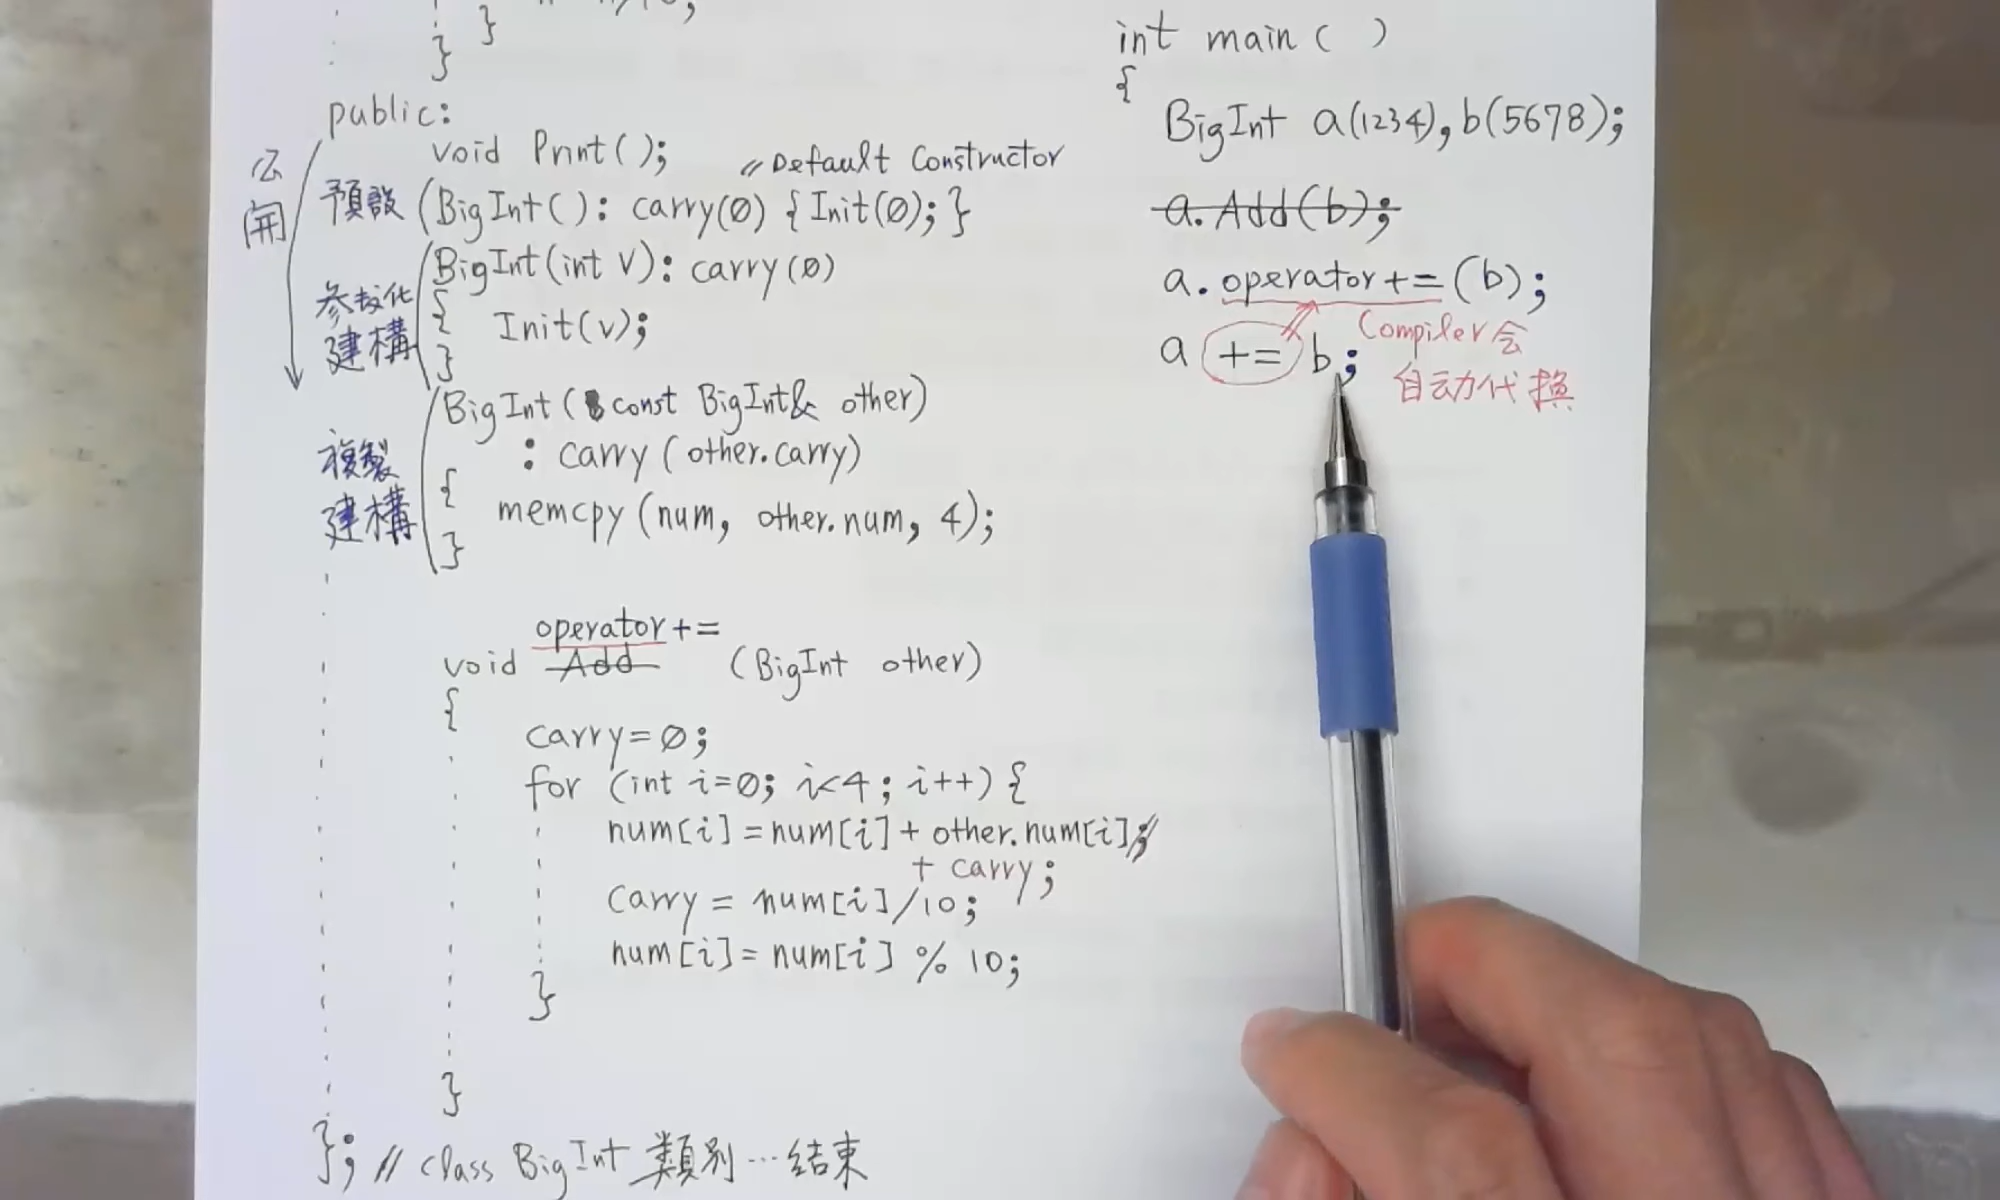 }
}
public:
公開
void Print();
// Default Constructor
預設 BigInt(): carry(0) {Init(0);}
參數化建構
BigInt(int v): carry(0)
{
Init(v);
}
複製建構
BigInt(const BigInt& other)
: carry(other.carry)
{
memcpy(num, other.num, 4);
}
operator+=
void Add (BigInt other)
{
carry=0;
for (int i=0; i<4; i++) {
num[i]=num[i]+other.num[i];
+ carry;
carry = num[i]/10;
num[i]=num[i] % 10;
}
}
}; // class BigInt 類別…结束
int main( )
{
BigInt a(1234), b(5678);
a.Add(b);
a.operator+=(b);
a += b;
Compiler会
自动代换